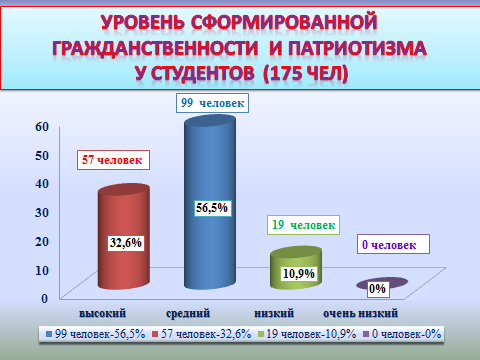 УРОВЕНЬ СФОРМИРОВАННОЙ
ГРАЖДАНСТВЕННОСТИ И ПАТРИОТИЗМА
У СТУДЕНТОВ (175 ЧЕЛ)
99 человек
57 человек
19 человек
0 человек
60
50
40
30
20
10
0
32,6%
56,5%
10,9%
0%
высокий средний низкий очень низкий
99 человек-56,5% 57 человек-32,6% 19 человек-10,9% 0 человек-0%